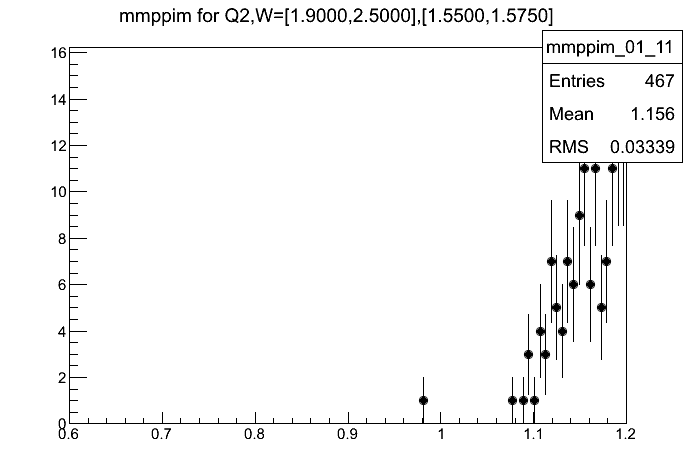 mmppim for Q2,W=[1.9000,2.5000],[1.5500,1.5750]
mmppim_01_11
Entries 467
Mean 1.156
RMS 0.03339
16
14
12
10
8
6
4
2
0
0.6 0.7 0.8 0.9 1 1.1 1.2